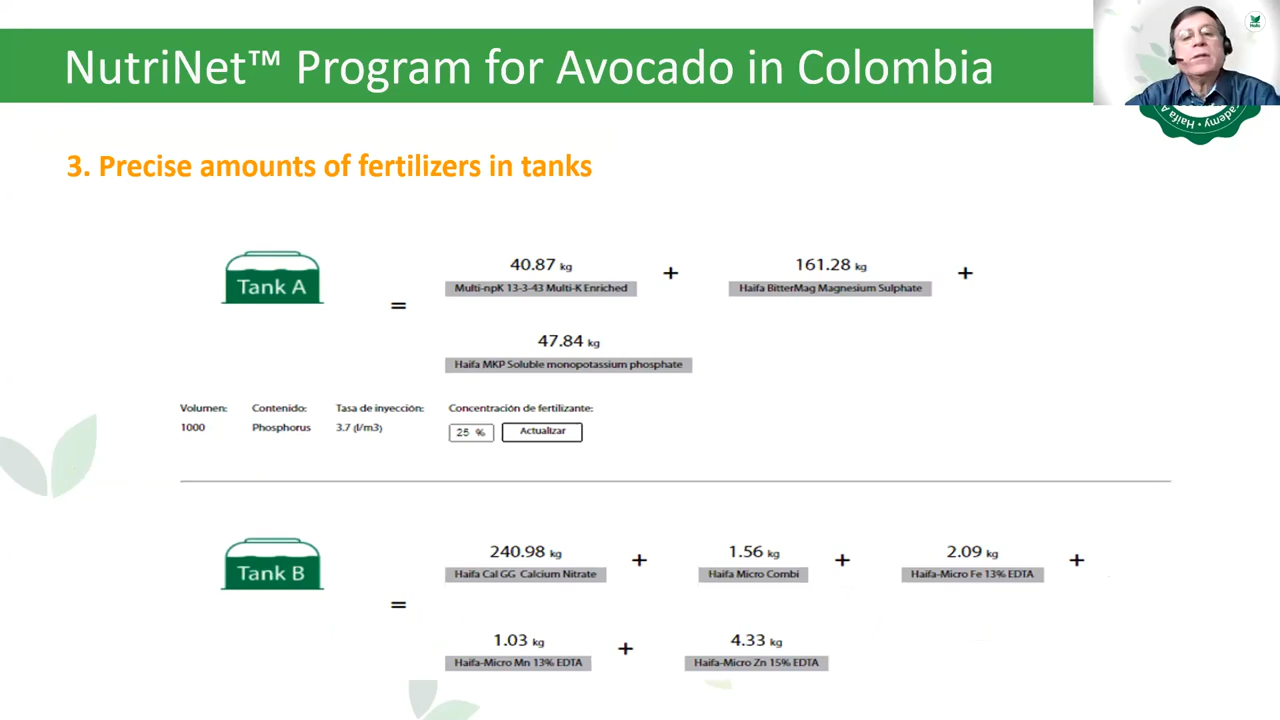 NutriNet™ Program for Avocado in Colombia
3. Precise amounts of fertilizers in tanks
Tank A
=
40.87 kg
Multi-npK 13-3-43 Multi-K Enriched
+
161.28 kg
Haifa BitterMag Magnesium Sulphate
+
47.84 kg
Haifa MKP Soluble monopotassium phosphate
Volumen: Contenido: Tasa de inyección: Concentración de fertilizante:
1000 Phosphorus 3.7 (l/m3) 25 % Actualizar
Tank B
=
240.98 kg
Haifa Cal GG Calcium Nitrate
+
1.56 kg
Haifa Micro Combi
+
2.09 kg
Haifa-Micro Fe 13% EDTA
+
1.03 kg
Haifa-Micro Mn 13% EDTA
+
4.33 kg
Haifa-Micro Zn 15% EDTA